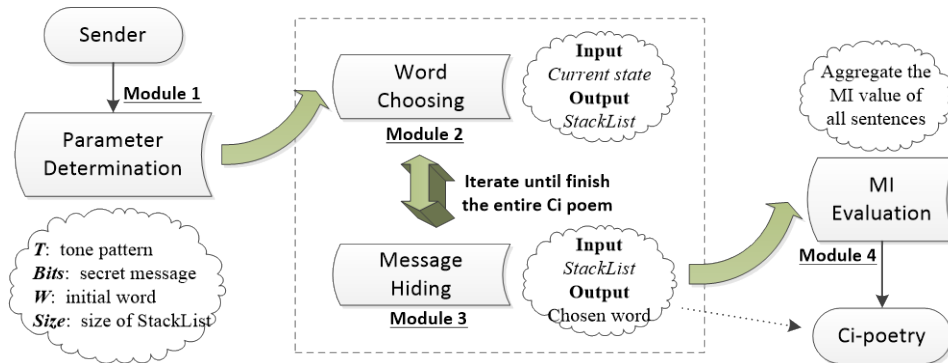 Sender
Module 1
Parameter
Determination
T: tone pattern
Bits: secret message
W: initial word
Size: size of StackList
Word
Choosing
Module 2
Input
Current state
Output
StackList
Iterate until finish
the entire Ci poem
Message
Hiding
Module 3
Input
StackList
Output
Chosen word
Aggregate the
MI value of
all sentences
MI
Evaluation
Module 4
Ci-poetry